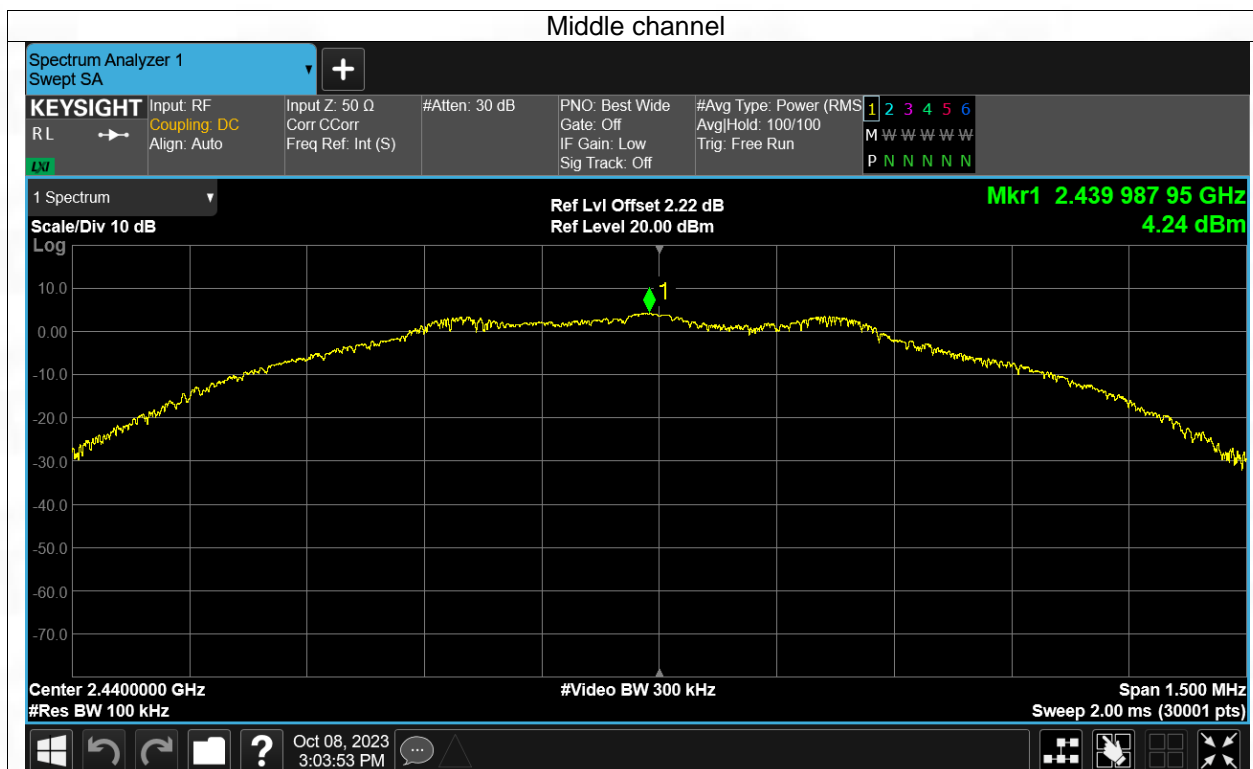 Middle channel
Spectrum Analyzer 1
Swept SA
KEYSIGHT
RL
LXI
Input: RF
Coupling: DC
Align: Auto
Input Z: 50 Ω
Corr CCorr
Freq Ref: Int (S)
#Atten: 30 dB
PNO: Best Wide
Gate: Off
IF Gain: Low
Sig Track: Off
#Avg Type: Power (RMS
Avg|Hold: 100/100
Trig: Free Run
1 2 3 4 5 6
M W W W W W
P N N N N N
1 Spectrum
Scale/Div 10 dB
Ref Lvl Offset 2.22 dB
Ref Level 20.00 dBm
Mkr1 2.439 987 95 GHz
4.24 dBm
Log
10.0
0.00
-10.0
-20.0
-30.0
-40.0
-50.0
-60.0
-70.0
1
Center 2.4400000 GHz
#Res BW 100 kHz
#Video BW 300 kHz
Span 1.500 MHz
Sweep 2.00 ms (30001 pts)
?
Oct 08, 2023
3:03:53 PM